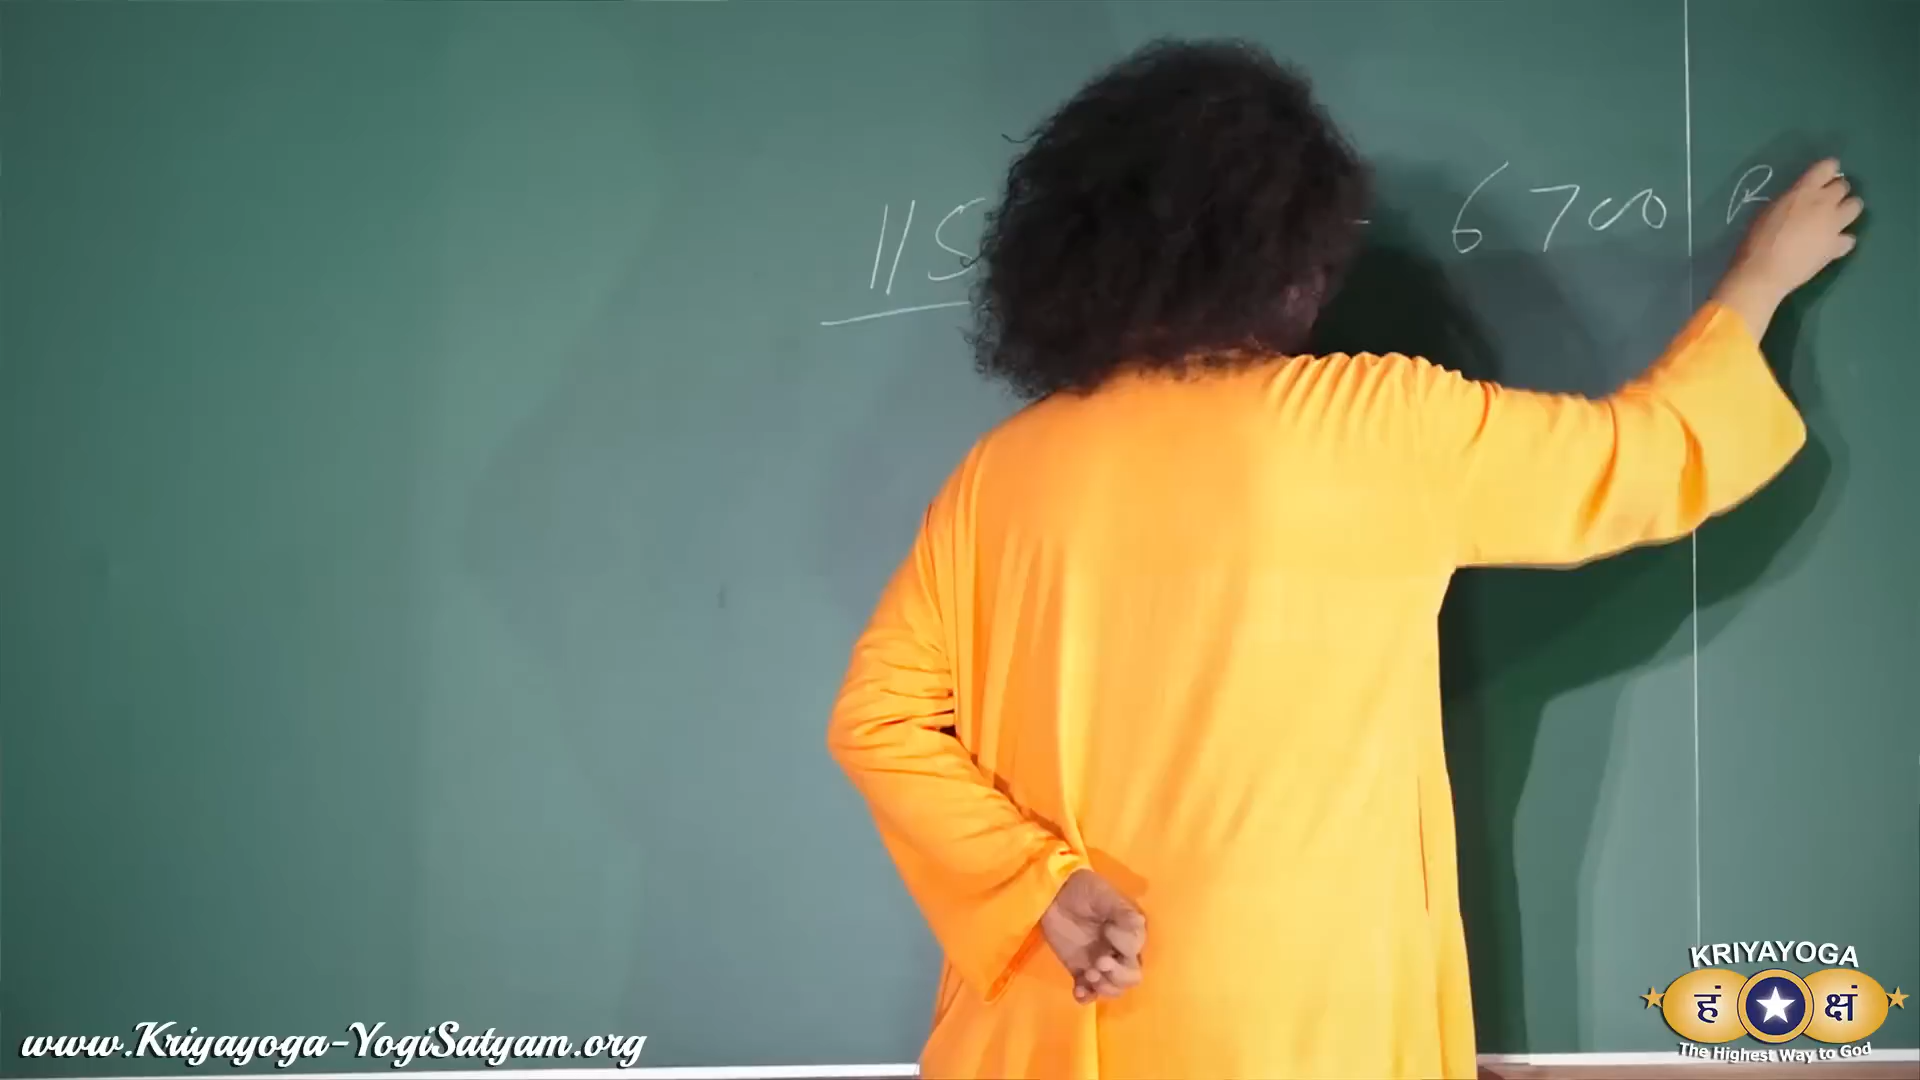 115 - 6700 B
KRIYAYOGA
हं क्षं
The Highest Way to God
www.Kriyayoga-YogiSatyam.org